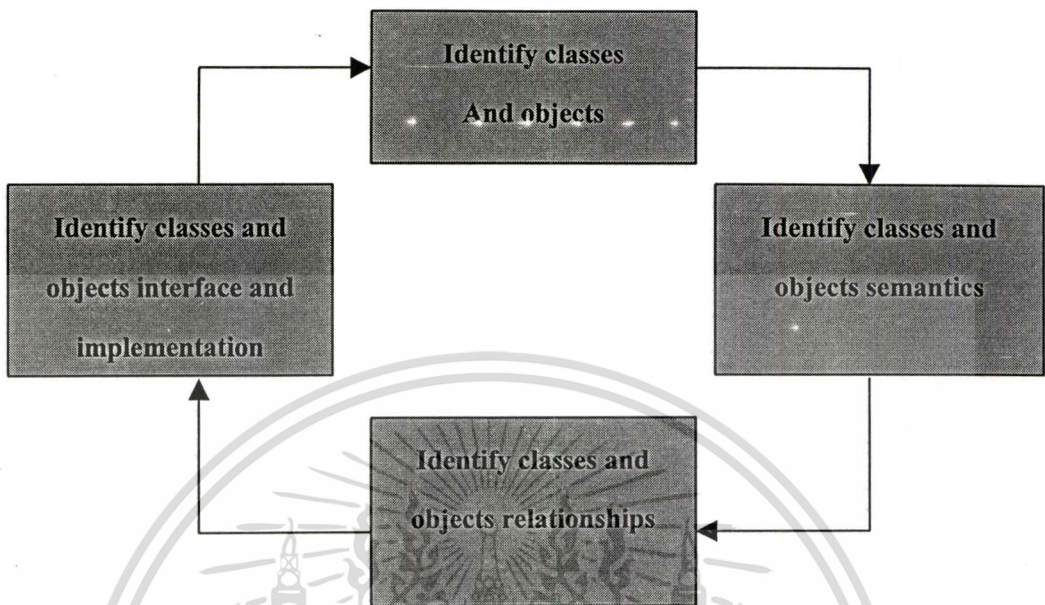 Identify classes
And objects
Identify classes and
objects semantics
Identify classes and
objects relationships
Identify classes and
objects interface and
implementation